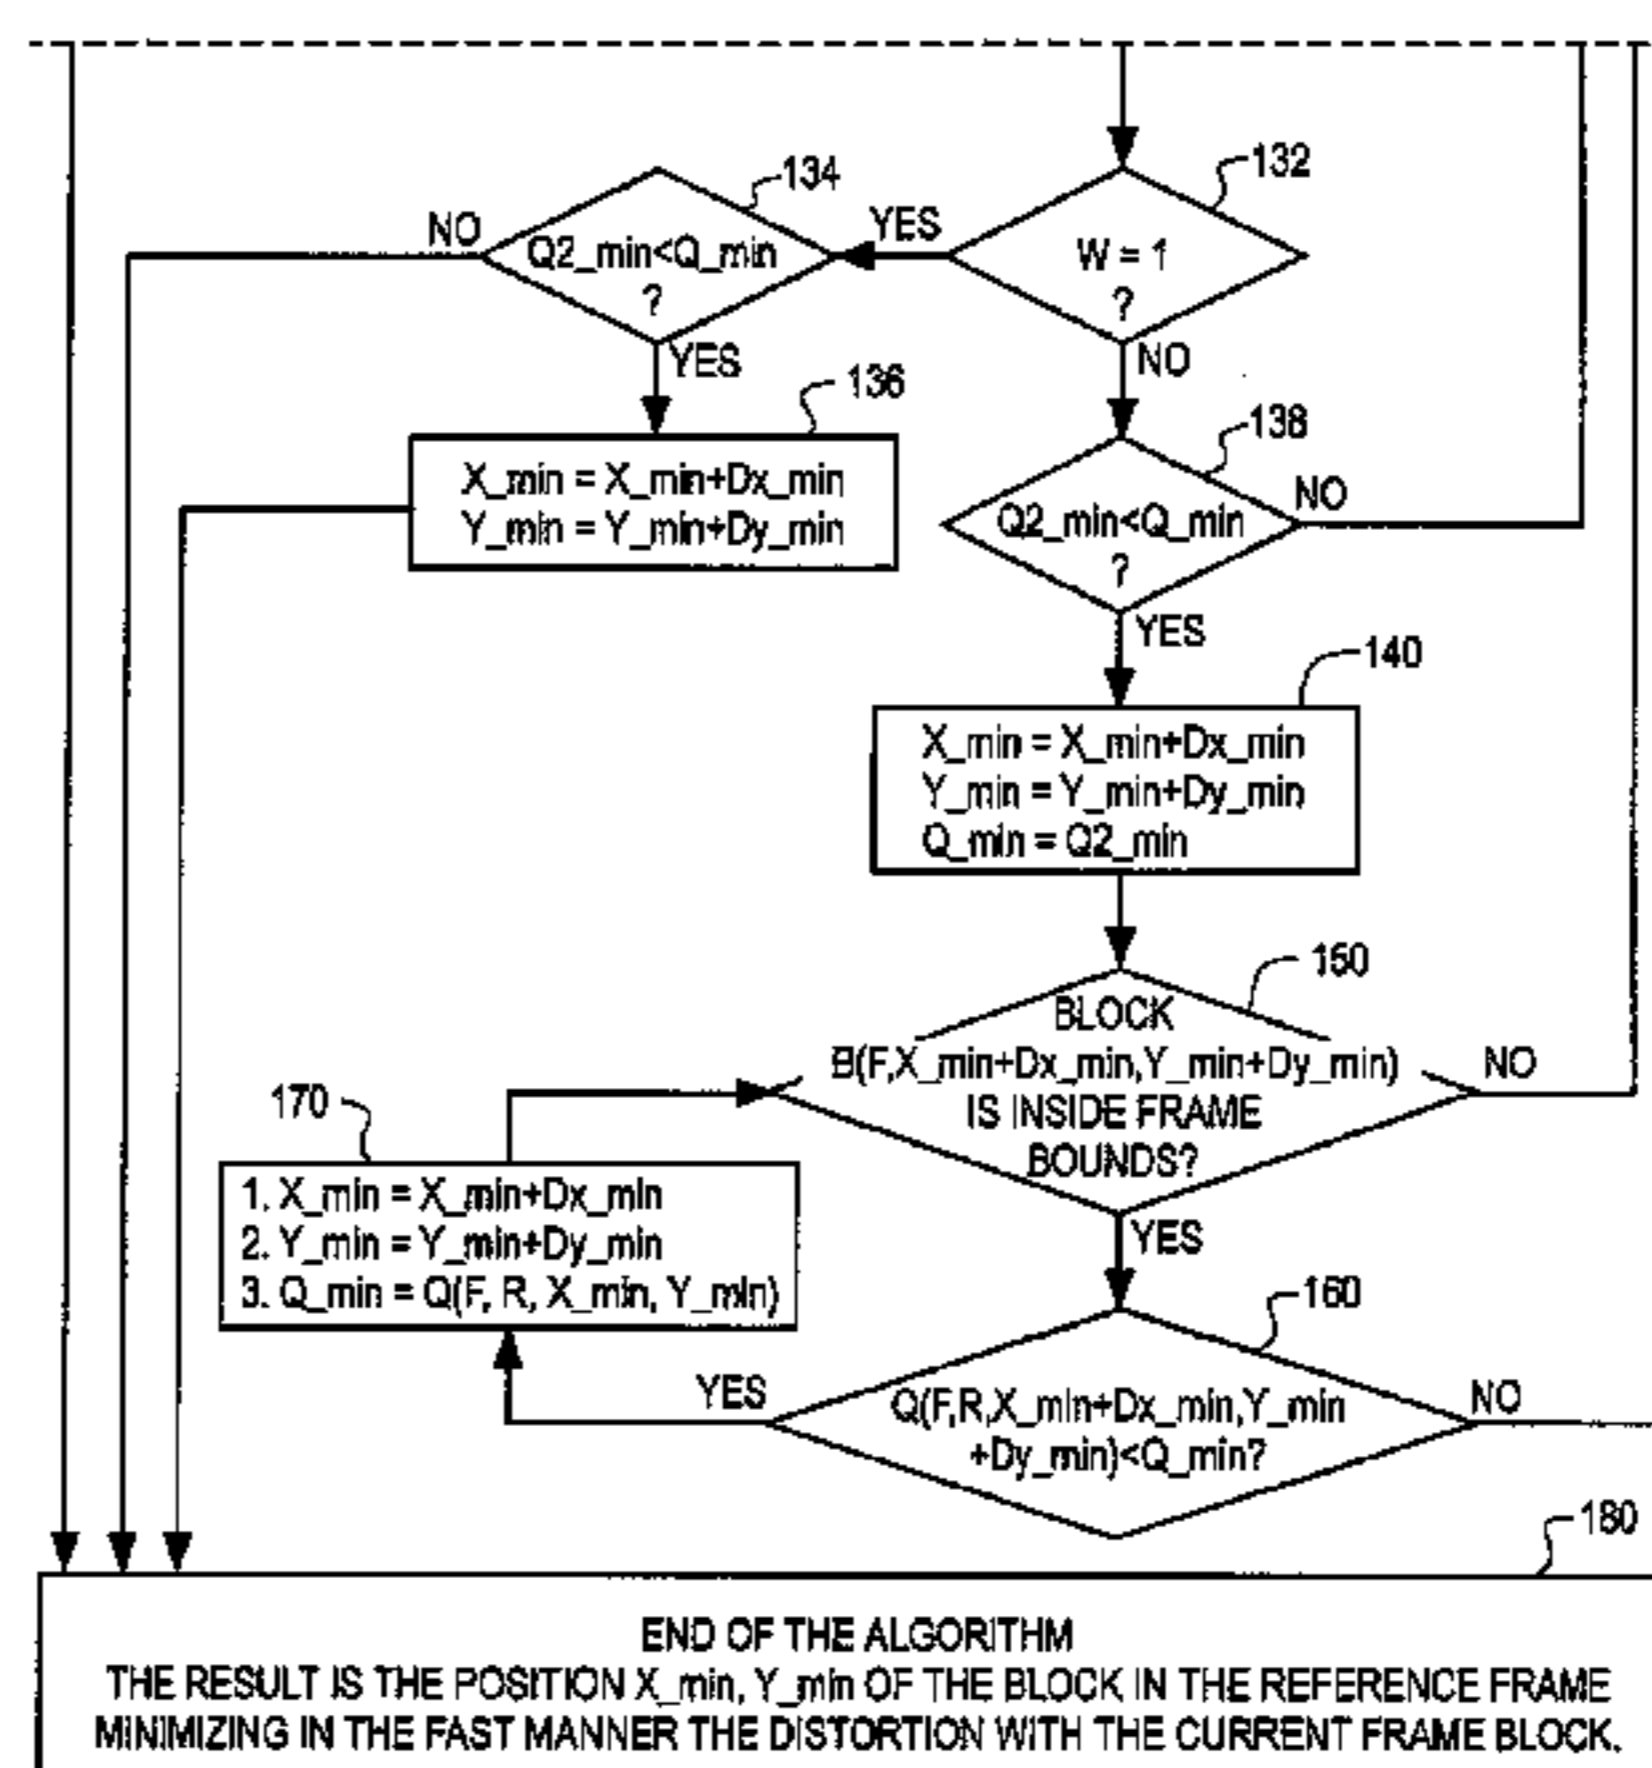 132
134
YES
NO
W = 1
?
Q2_min<Q_min
?
YES
NO
136
X_min = X_min+Dx_min
Y_min = Y_min+Dy_min
138
NO
Q2_min<Q_min
?
YES
140
X_min = X_min+Dx_min
Y_min = Y_min+Dy_min
Q_min = Q2_min
150
BLOCK
B(F,X_min+Dx_min,Y_min+Dy_min)
IS INSIDE FRAME
BOUNDS?
NO
YES
170
1. X_min = X_min+Dx_min
2. Y_min = Y_min+Dy_min
3. Q_min = Q(F, R, X_min, Y_min)
160
YES
Q(F,R,X_min+Dx_min,Y_min
+Dy_min)<Q_min?
NO
180
END OF THE ALGORITHM
THE RESULT IS THE POSITION X_min, Y_min OF THE BLOCK IN THE REFERENCE FRAME
MINIMIZING IN THE FAST MANNER THE DISTORTION WITH THE CURRENT FRAME BLOCK.